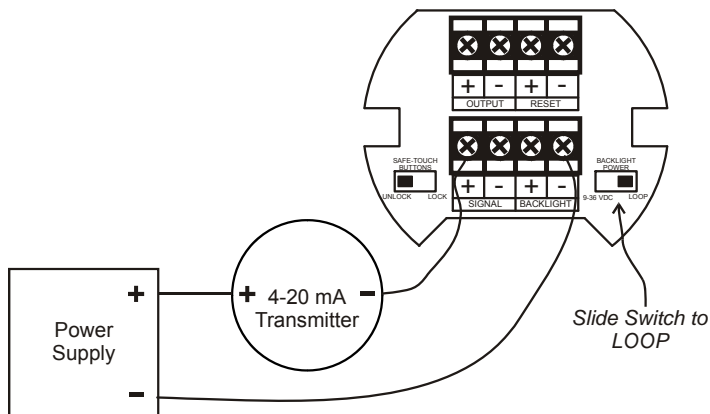 + - + -
OUTPUT RESET
SAFE-TOUCH
BUTTONS
UNLOCK LOCK
+ - + -
SIGNAL BACKLIGHT
BACKLIGHT
POWER
9-36 VDC LOOP
+
Power
Supply
-
+ 4-20 mA -
Transmitter
Slide Switch to
LOOP